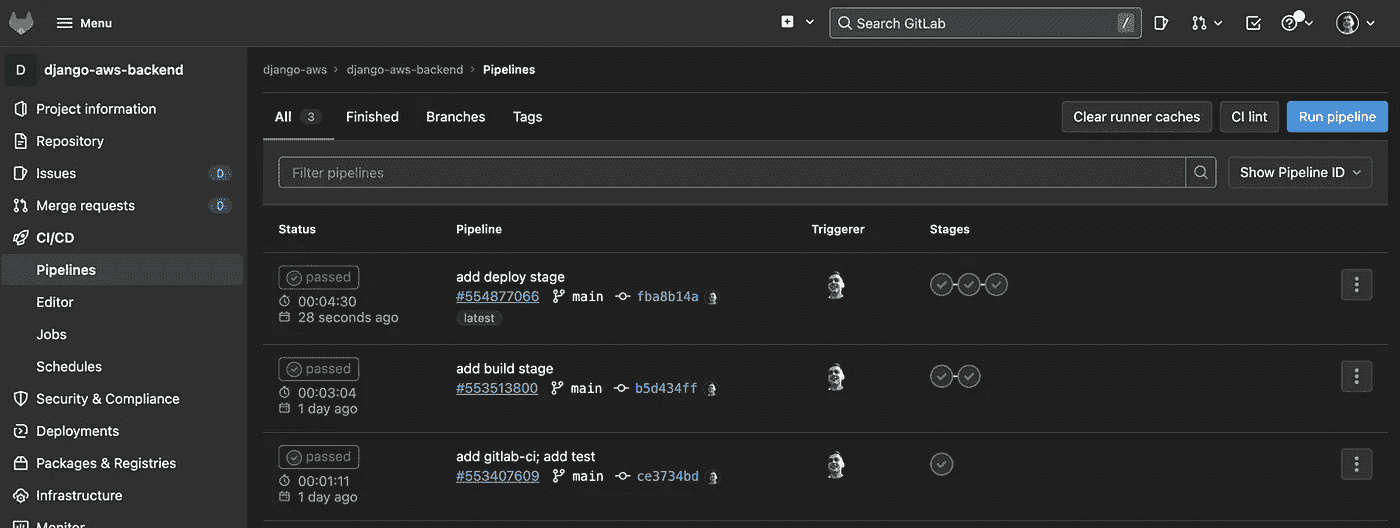 Menu
Search GitLab /
D django-aws-backend
Project information
Repository
Issues 0
Merge requests 0
CI/CD
Pipelines
Editor
Jobs
Schedules
Security & Compliance
Deployments
Packages & Registries
Infrastructure
Monitor
django-aws › django-aws-backend › Pipelines
All 3 Finished Branches Tags Clear runner caches CI lint Run pipeline
Filter pipelines Show Pipeline ID
Status Pipeline Triggerer Stages
passed add deploy stage
00:04:30 #554877066 main fba8b14a
28 seconds ago latest
passed add build stage
00:03:04 #553513800 main b5d434ff
1 day ago
passed add gitlab-ci; add test
00:01:11 #553407609 main ce3734bd
1 day ago